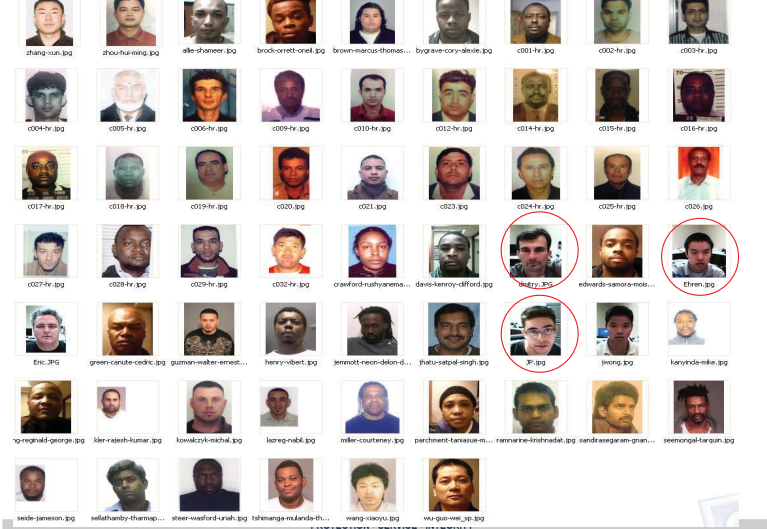 zhang-xun.jpg zhou-hui-ming.jpg allie-shameer.jpg brock-orrett-oneil.jpg brown-marcus-thomas... bygrave-cory-alexie.jpg c001-hr.jpg c002-hr.jpg c003-hr.jpg
c004-hr.jpg c005-hr.jpg c006-hr.jpg c009-hr.jpg c010-hr.jpg c012-hr.jpg c014-hr.jpg c015-hr.jpg c016-hr.jpg
c017-hr.jpg c018-hr.jpg c019-hr.jpg c020.jpg c021.jpg c023.jpg c024-hr.jpg c025-hr.jpg c026.jpg
c027-hr.jpg c028-hr.jpg c029-hr.jpg c032-hr.jpg crawford-rushyanema... davis-kenroy-clifford.jpg dmitry.JPG edwards-samora-mois... Ehren.jpg
Eric.JPG green-canute-cedric.jpg guzman-walter-ernest... henry-vibert.jpg jemmott-neon-delon-d... jhatu-satpal-singh.jpg JP.jpg jwong.jpg kanyinda-mike.jpg
ng-reginald-george.jpg kler-rajesh-kumar.jpg kowalczyk-michal.jpg lazreg-nabil.jpg miller-courteney.jpg parchment-taniasue-m... ramnarine-krishnadat.jpg sandirasegaram-gnan... seemongal-tarquin.jpg
seide-jameson.jpg sellathamby-tharmap... steer-wasford-uriah.jpg tshimanga-mulanda-th... wang-xiaoyu.jpg wu-guo-wei_sp.jpg
PROTECTION · SERVICE · INTEGRITY